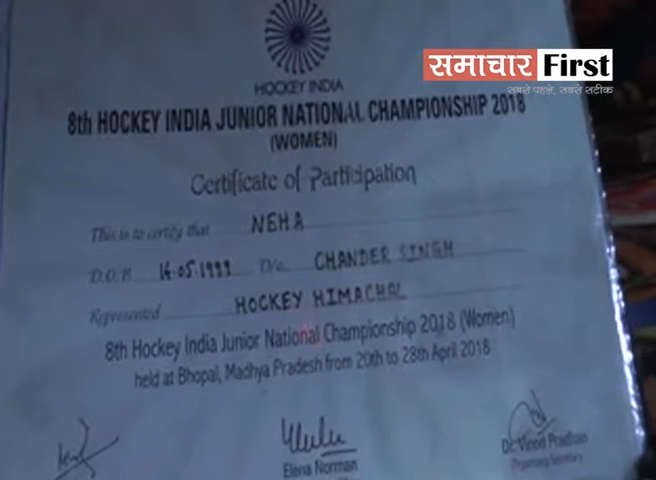 समाचार First
सबसे पहले, सबसे सटीक
HOCKEY INDIA
8th HOCKEY INDIA JUNIOR NATIONAL CHAMPIONSHIP 2018
(WOMEN)
Certificate of Participation
This is to certify that NEHA
D.O.B 14.05.1999 D/o CHANDER SINGH
Represented HOCKEY HIMACHAL
8th Hockey India Junior National Championship 2018 (Women)
held at Bhopal, Madhya Pradesh from 20th to 28th April 2018
Elena Norman
Dr. Vinod Pradhan
Organising Secretary